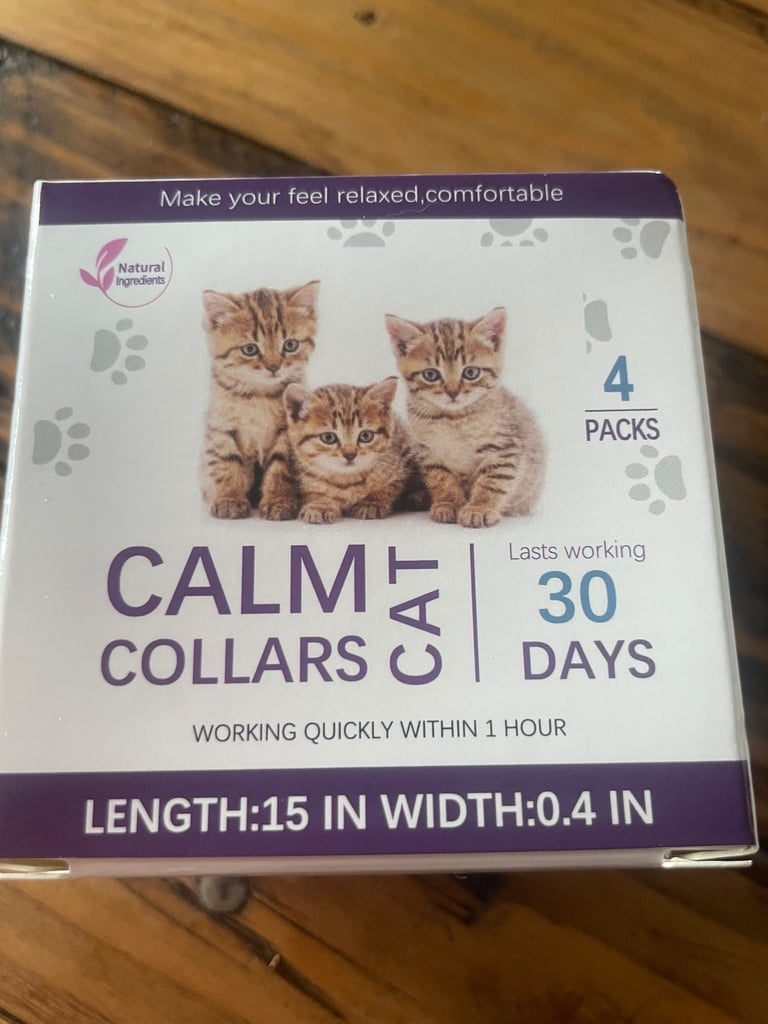 Make your feel relaxed,comfortable
Natural
Ingredients
4
PACKS
CALM
COLLARS
CAT
Lasts working
30
DAYS
WORKING QUICKLY WITHIN 1 HOUR
LENGTH:15 IN WIDTH:0.4 IN